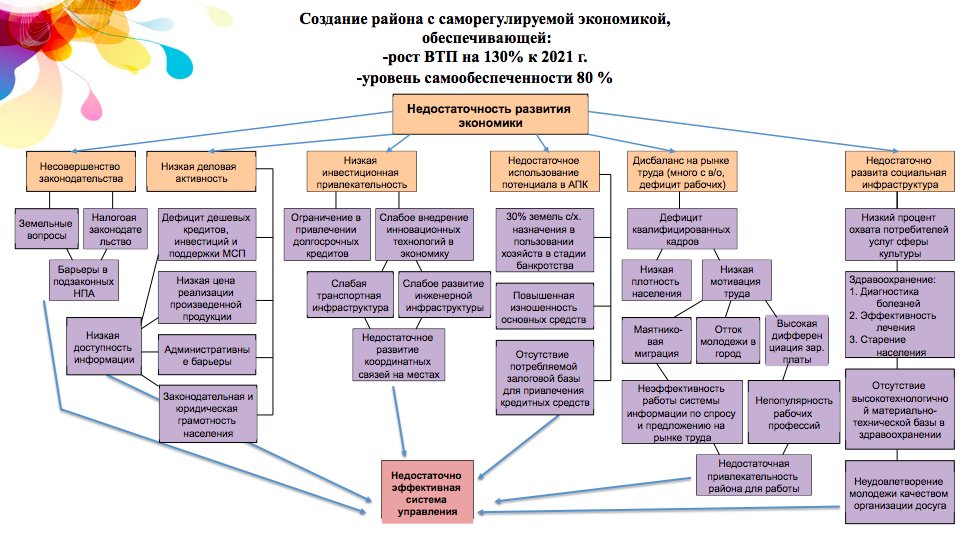 Создание района с саморегулируемой экономикой,
обеспечивающей:
-рост ВТП на 130% к 2021 г.
-уровень самообеспеченности 80 %
Недостаточность развития
экономики
Несовершенство
законодательства
Низкая деловая
активность
Низкая
инвестиционная
привлекательность
Недостаточное
использование
потенциала в АПК
Дисбаланс на рынке
труда (много с в/о,
дефицит рабочих)
Недостаточно
развита социальная
инфраструктура
Земельные
вопросы
Налоговая
законодате
льство
Барьеры в
подзаконных
НПА
Низкая
доступность
информации
Дефицит дешевых
кредитов,
инвестиций и
поддержки МСП
Низкая цена
реализации
произведенной
продукции
Административны
е барьеры
Законодательная и
юридическая
грамотность
населения
Ограничение в
привлечении
долгосрочных
кредитов
Слабое внедрение
инновационных
технологий в
экономику
Слабая
транспортная
инфраструктура
Слабое развитие
инженерной
инфраструктуры
Недостаточное
развитие
координатных
связей на местах
30% земель с/х.
назначения в
пользовании
хозяйств в стадии
банкротства
Повышенная
изношенность
основных средств
Отсутствие
потребляемой
залоговой базы
для привлечения
кредитных средств
Дефицит
квалифицированных
кадров
Низкая
плотность
населения
Низкая
мотивация
труда
Маятнико-
вая
миграция
Отток
молодежи в
город
Высокая
дифферен
циация зар.
платы
Неэффективность
работы системы
информации по спросу
и предложению на
рынке труда
Непопулярность
рабочих
профессий
Недостаточная
привлекательность
района для работы
Низкий процент
охвата потребителей
услуг сферы
культуры
Здравоохранение:
1. Диагностика
болезней
2. Эффективность
лечения
3. Старение
населения
Отсутствие
высокотехнологично
й материально-
технической базы в
здравоохранении
Неудовлетворение
молодежи качеством
организации досуга
Недостаточно
эффективная
система
управления